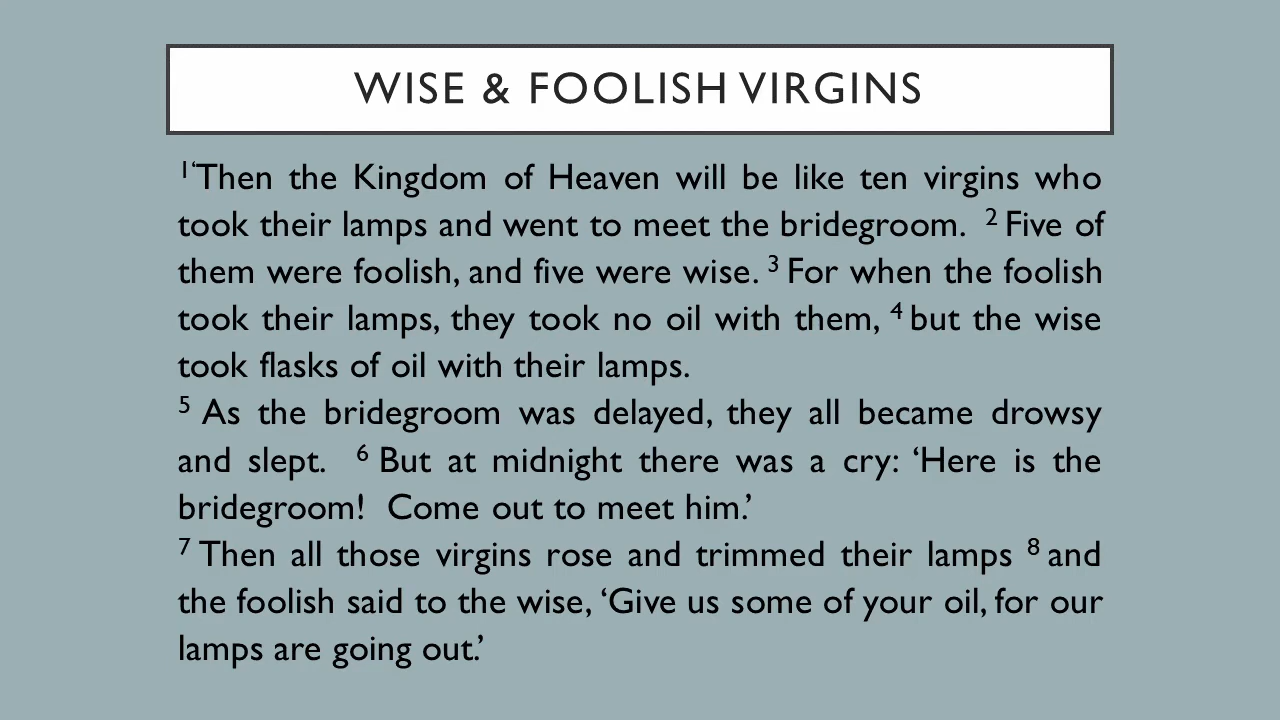 WISE & FOOLISH VIRGINS
1‘Then the Kingdom of Heaven will be like ten virgins who
took their lamps and went to meet the bridegroom. 2 Five of
them were foolish, and five were wise. 3 For when the foolish
took their lamps, they took no oil with them, 4 but the wise
took flasks of oil with their lamps.
5 As the bridegroom was delayed, they all became drowsy
and slept. 6 But at midnight there was a cry: ‘Here is the
bridegroom! Come out to meet him.’
7 Then all those virgins rose and trimmed their lamps 8 and
the foolish said to the wise, ‘Give us some of your oil, for our
lamps are going out.’